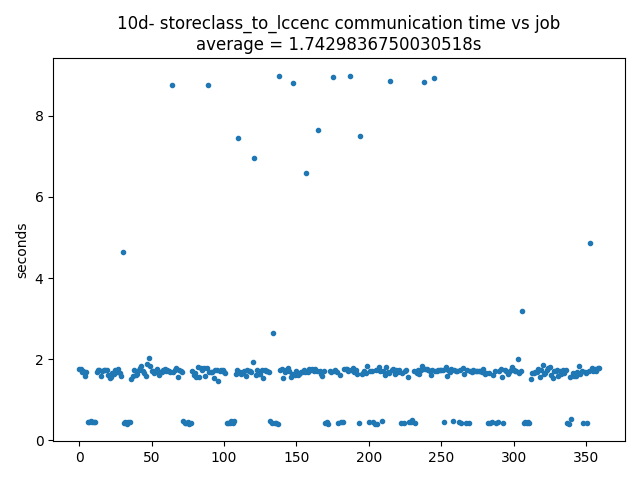 10d- storeclass_to_lccenc communication time vs job
average = 1.7429836750030518s
seconds
8
6
4
2
0
0 50 100 150 200 250 300 350